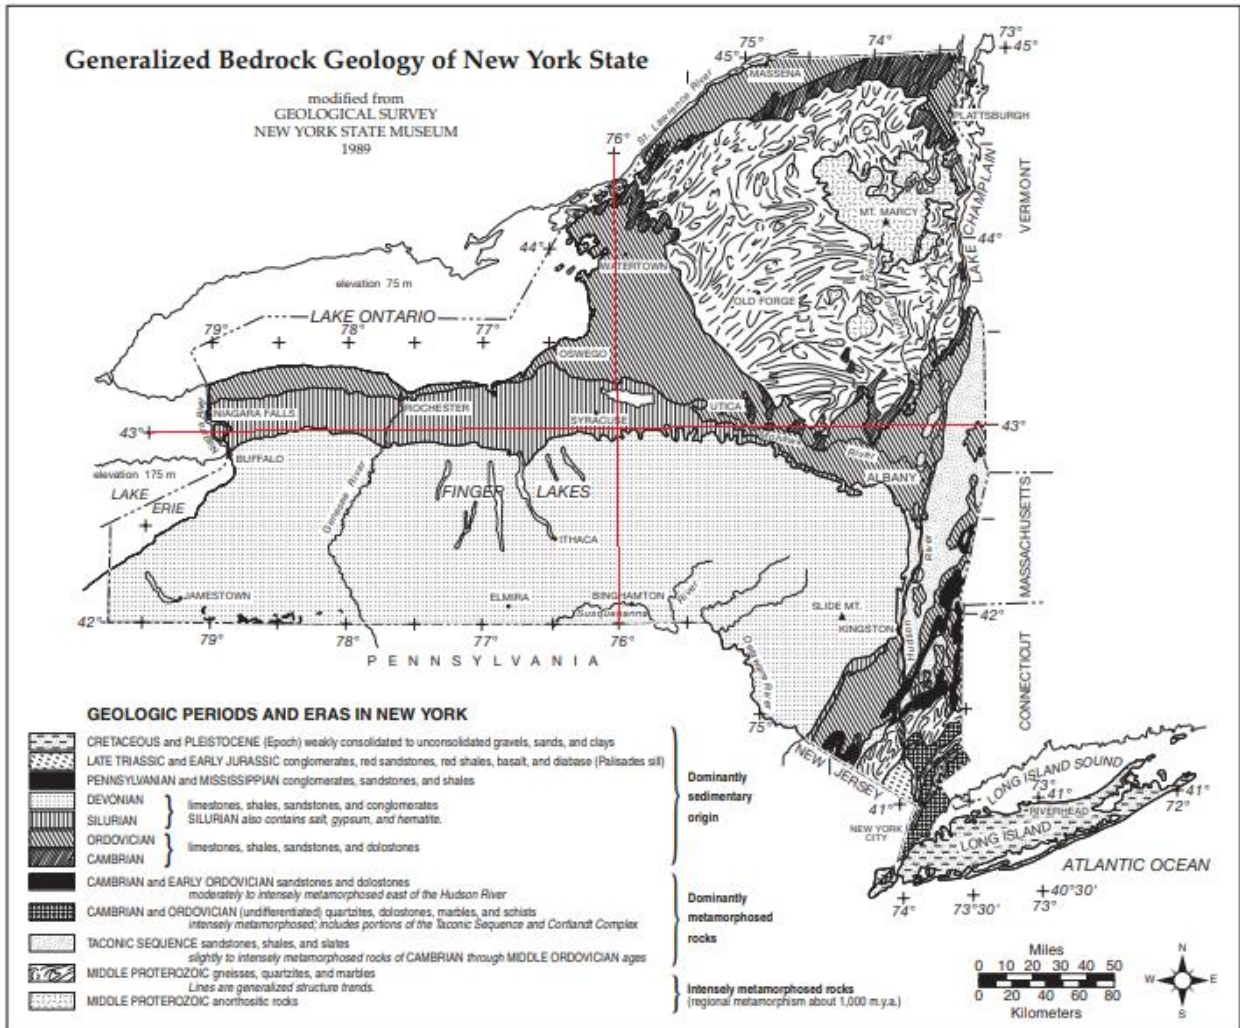 Generalized Bedrock Geology of New York State
modified from
GEOLOGICAL SURVEY
NEW YORK STATE MUSEUM
1989
73°
75°
74°
45°
45°
MASSENA
St. Lawrence River
PLATTSBURGH
76°
LAKE CHAMPLAIN
VERMONT
MT. MARCY
44°
44°
WATERTOWN
elevation 75 m
OLD FORGE
Hudson River
LAKE ONTARIO
79°
78°
77°
OSWEGO
Niagara River
NIAGARA FALLS
ROCHESTER
SYRACUSE
UTICA
43°
43°
Mohawk River
BUFFALO
ALBANY
elevation 175 m
LAKE
ERIE
Genesee River
FINGER
LAKES
MASSACHUSETTS
ITHACA
Hudson River
JAMESTOWN
ELMIRA
BINGHAMTON
Susquehanna River
SLIDE MT.
KINGSTON
42°
42°
79°
78°
77°
76°
PENNSYLVANIA
Delaware River
CONNECTICUT
75°
NEW JERSEY
41°
LONG ISLAND SOUND
73°
41°
41°
72°
RIVERHEAD
NEW YORK
CITY
LONG ISLAND
ATLANTIC OCEAN
40°30'
74°
73°30'
73°
GEOLOGIC PERIODS AND ERAS IN NEW YORK
CRETACEOUS and PLEISTOCENE (Epoch) weakly consolidated to unconsolidated gravels, sands, and clays
LATE TRIASSIC and EARLY JURASSIC conglomerates, red sandstones, red shales, basalt, and diabase (Palisades sill)
PENNSYLVANIAN and MISSISSIPPIAN conglomerates, sandstones, and shales
DEVONIAN
limestones, shales, sandstones, and conglomerates
SILURIAN
SILURIAN also contains salt, gypsum, and hematite.
ORDOVICIAN
limestones, shales, sandstones, and dolostones
CAMBRIAN
Dominantly
sedimentary
origin
CAMBRIAN and EARLY ORDOVICIAN sandstones and dolostones
moderately to intensely metamorphosed east of the Hudson River
CAMBRIAN and ORDOVICIAN (undifferentiated) quartzites, dolostones, marbles, and schists
intensely metamorphosed; includes portions of the Taconic Sequence and Cortlandt Complex
TACONIC SEQUENCE sandstones, shales, and slates
slightly to intensely metamorphosed rocks of CAMBRIAN through MIDDLE ORDOVICIAN ages
Dominantly
metamorphosed
rocks
MIDDLE PROTEROZOIC gneisses, quartzites, and marbles
Lines are generalized structure trends.
MIDDLE PROTEROZOIC anorthositic rocks
Intensely metamorphosed rocks
(regional metamorphism about 1,000 m.y.a.)
Miles
0 10 20 30 40 50
0 20 40 60 80
Kilometers
N
W
E
S